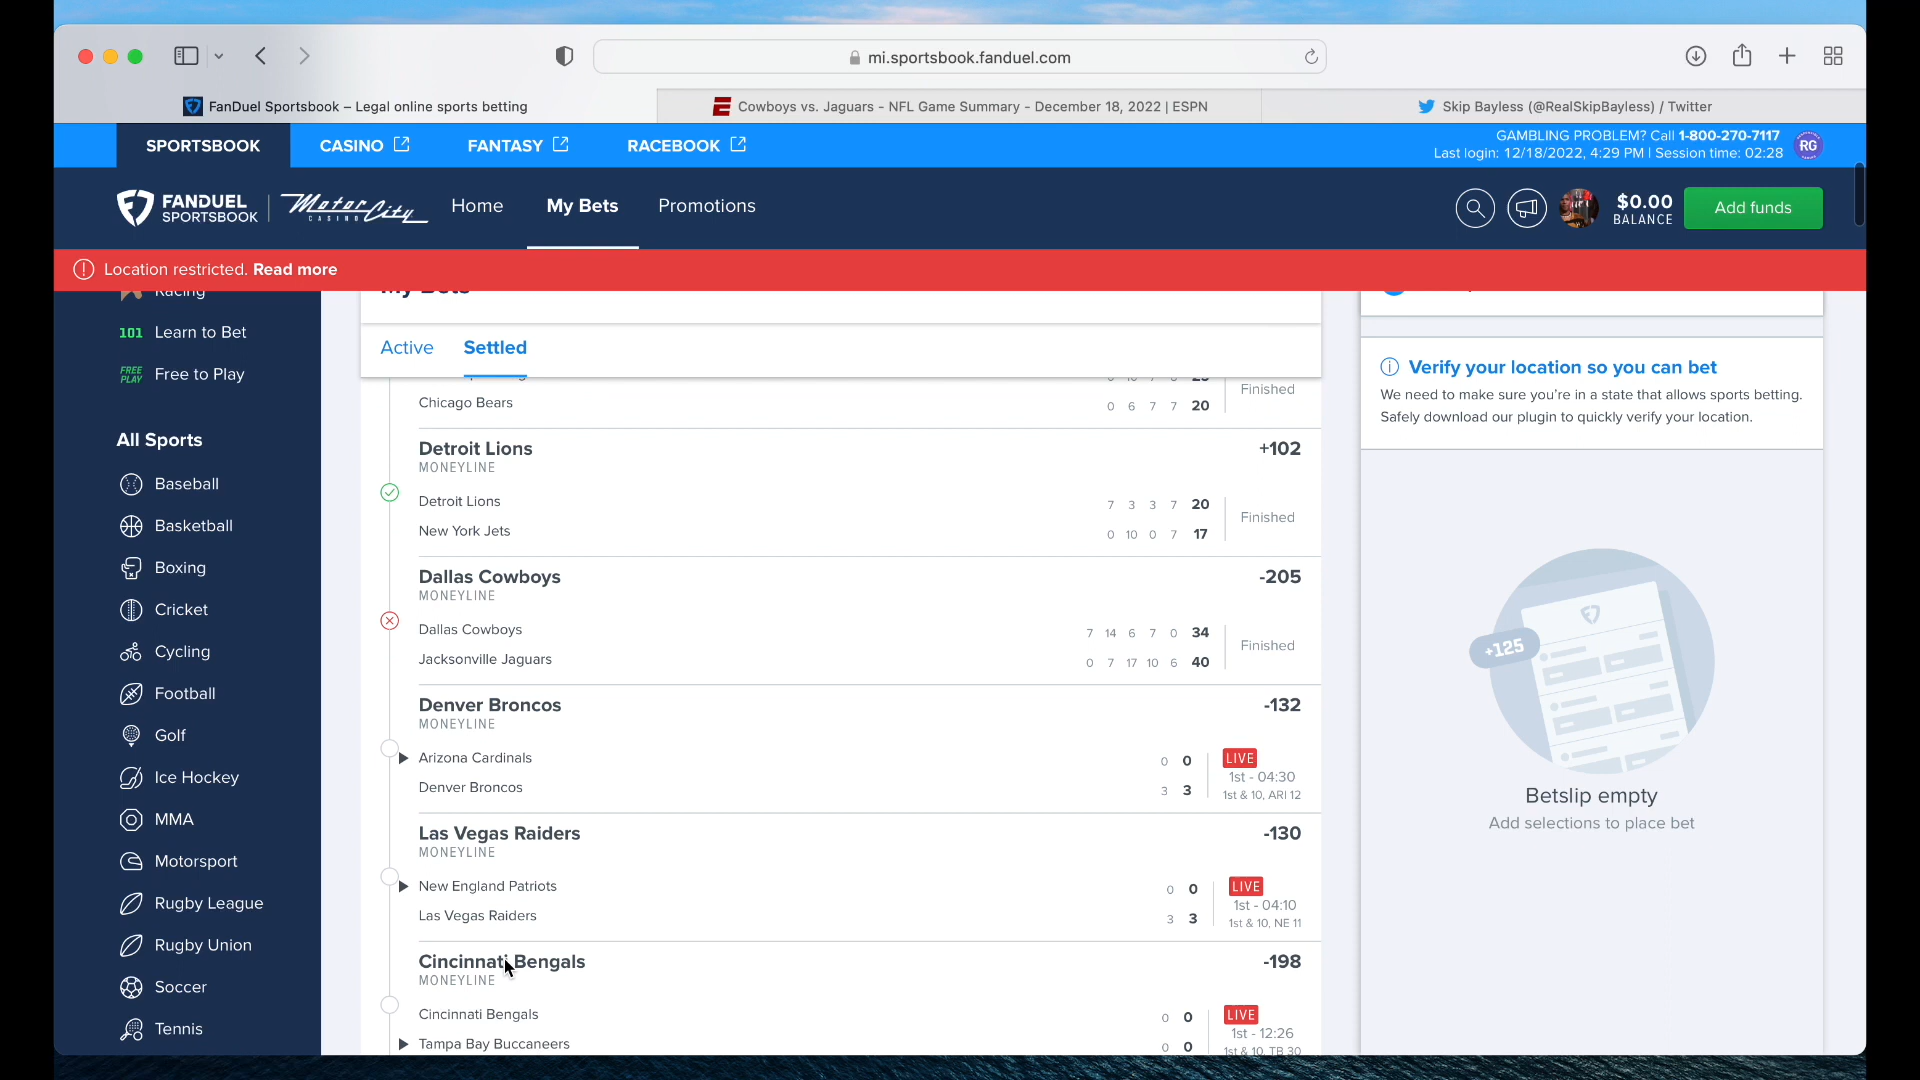 mi.sportsbook.fanduel.com
FanDuel Sportsbook – Legal online sports betting
Cowboys vs. Jaguars - NFL Game Summary - December 18, 2022 | ESPN
Skip Bayless (@RealSkipBayless) / Twitter
SPORTSBOOK
CASINO
FANTASY
RACEBOOK
GAMBLING PROBLEM? Call 1-800-270-7117
Last login: 12/18/2022, 4:29 PM | Session time: 02:28
RG
FANDUEL
SPORTSBOOK
MotorCity
CASINO
Home
My Bets
Promotions
$0.00
BALANCE
Add funds
Location restricted. Read more
Racing
101 Learn to Bet
FREE PLAY Free to Play
All Sports
Baseball
Basketball
Boxing
Cricket
Cycling
Football
Golf
Ice Hockey
MMA
Motorsport
Rugby League
Rugby Union
Soccer
Tennis
My Bets
Active
Settled
Chicago Bears
0 6 7 7 20
Finished
Detroit Lions +102
MONEYLINE
Detroit Lions 7 3 3 7 20
New York Jets 0 10 0 7 17
Finished
Dallas Cowboys -205
MONEYLINE
Dallas Cowboys 7 14 6 7 0 34
Jacksonville Jaguars 0 7 17 10 6 40
Finished
Denver Broncos -132
MONEYLINE
Arizona Cardinals 0 0
Denver Broncos 3 3
LIVE
1st - 04:30
1st & 10, ARI 12
Las Vegas Raiders -130
MONEYLINE
New England Patriots 0 0
Las Vegas Raiders 3 3
LIVE
1st - 04:10
1st & 10, NE 11
Cincinnati Bengals -198
MONEYLINE
Cincinnati Bengals 0 0
Tampa Bay Buccaneers 0 0
LIVE
1st - 12:26
1st & 10, TB 30
Verify your location so you can bet
We need to make sure you're in a state that allows sports betting.
Safely download our plugin to quickly verify your location.
+125
Betslip empty
Add selections to place bet